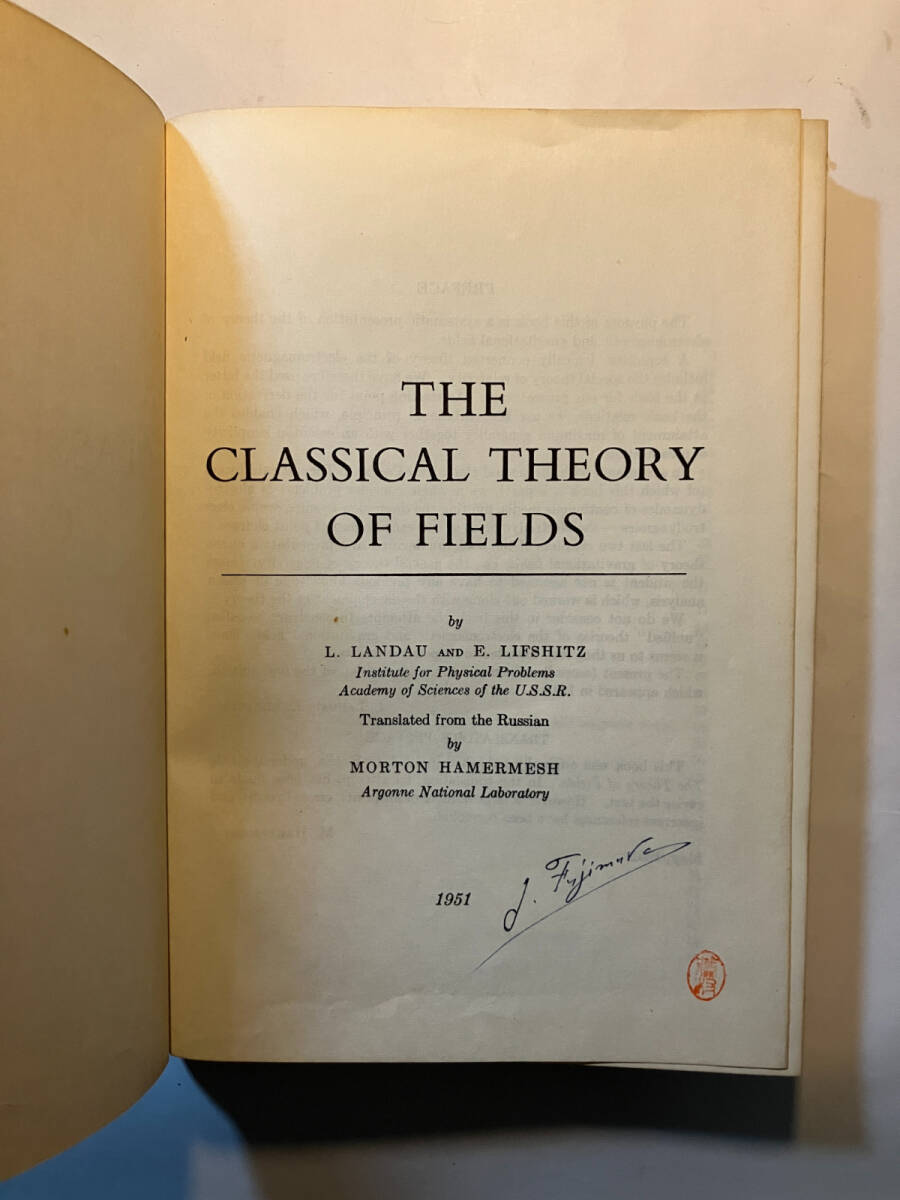 THE
CLASSICAL THEORY
OF FIELDS
by
L. LANDAU AND E. LIFSHITZ
Institute for Physical Problems
Academy of Sciences of the U.S.S.R.
Translated from the Russian
by
MORTON HAMERMESH
Argonne National Laboratory
1951
J. Fujimura